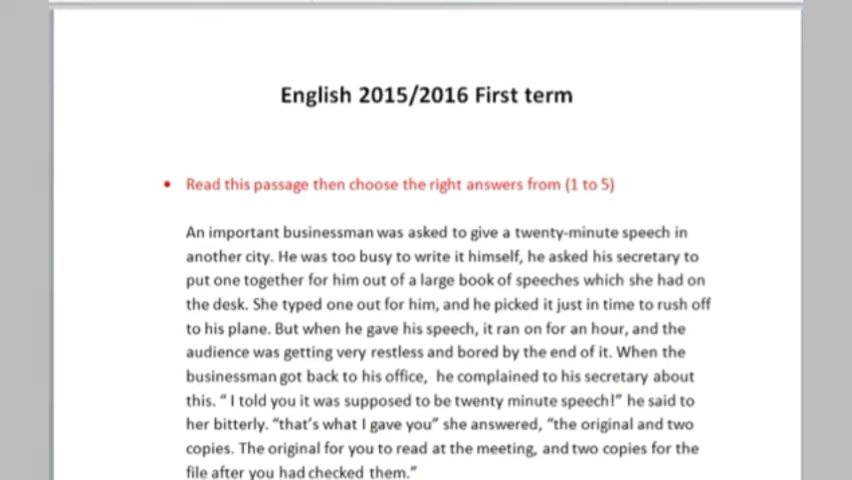 English 2015/2016 First term
• Read this passage then choose the right answers from (1 to 5)
An important businessman was asked to give a twenty-minute speech in
another city. He was too busy to write it himself, he asked his secretary to
put one together for him out of a large book of speeches which she had on
the desk. She typed one out for him, and he picked it just in time to rush off
to his plane. But when he gave his speech, it ran on for an hour, and the
audience was getting very restless and bored by the end of it. When the
businessman got back to his office,  he complained to his secretary about
this. " I told you it was supposed to be twenty minute speech!" he said to
her bitterly. "that's what I gave you" she answered, "the original and two
copies. The original for you to read at the meeting, and two copies for the
file after you had checked them."